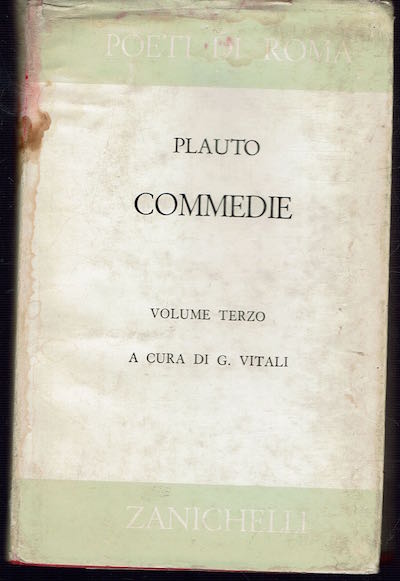 POETI DI ROMA
PLAUTO
COMMEDIE
VOLUME TERZO
A CURA DI G. VITALI
ZANICHELLI